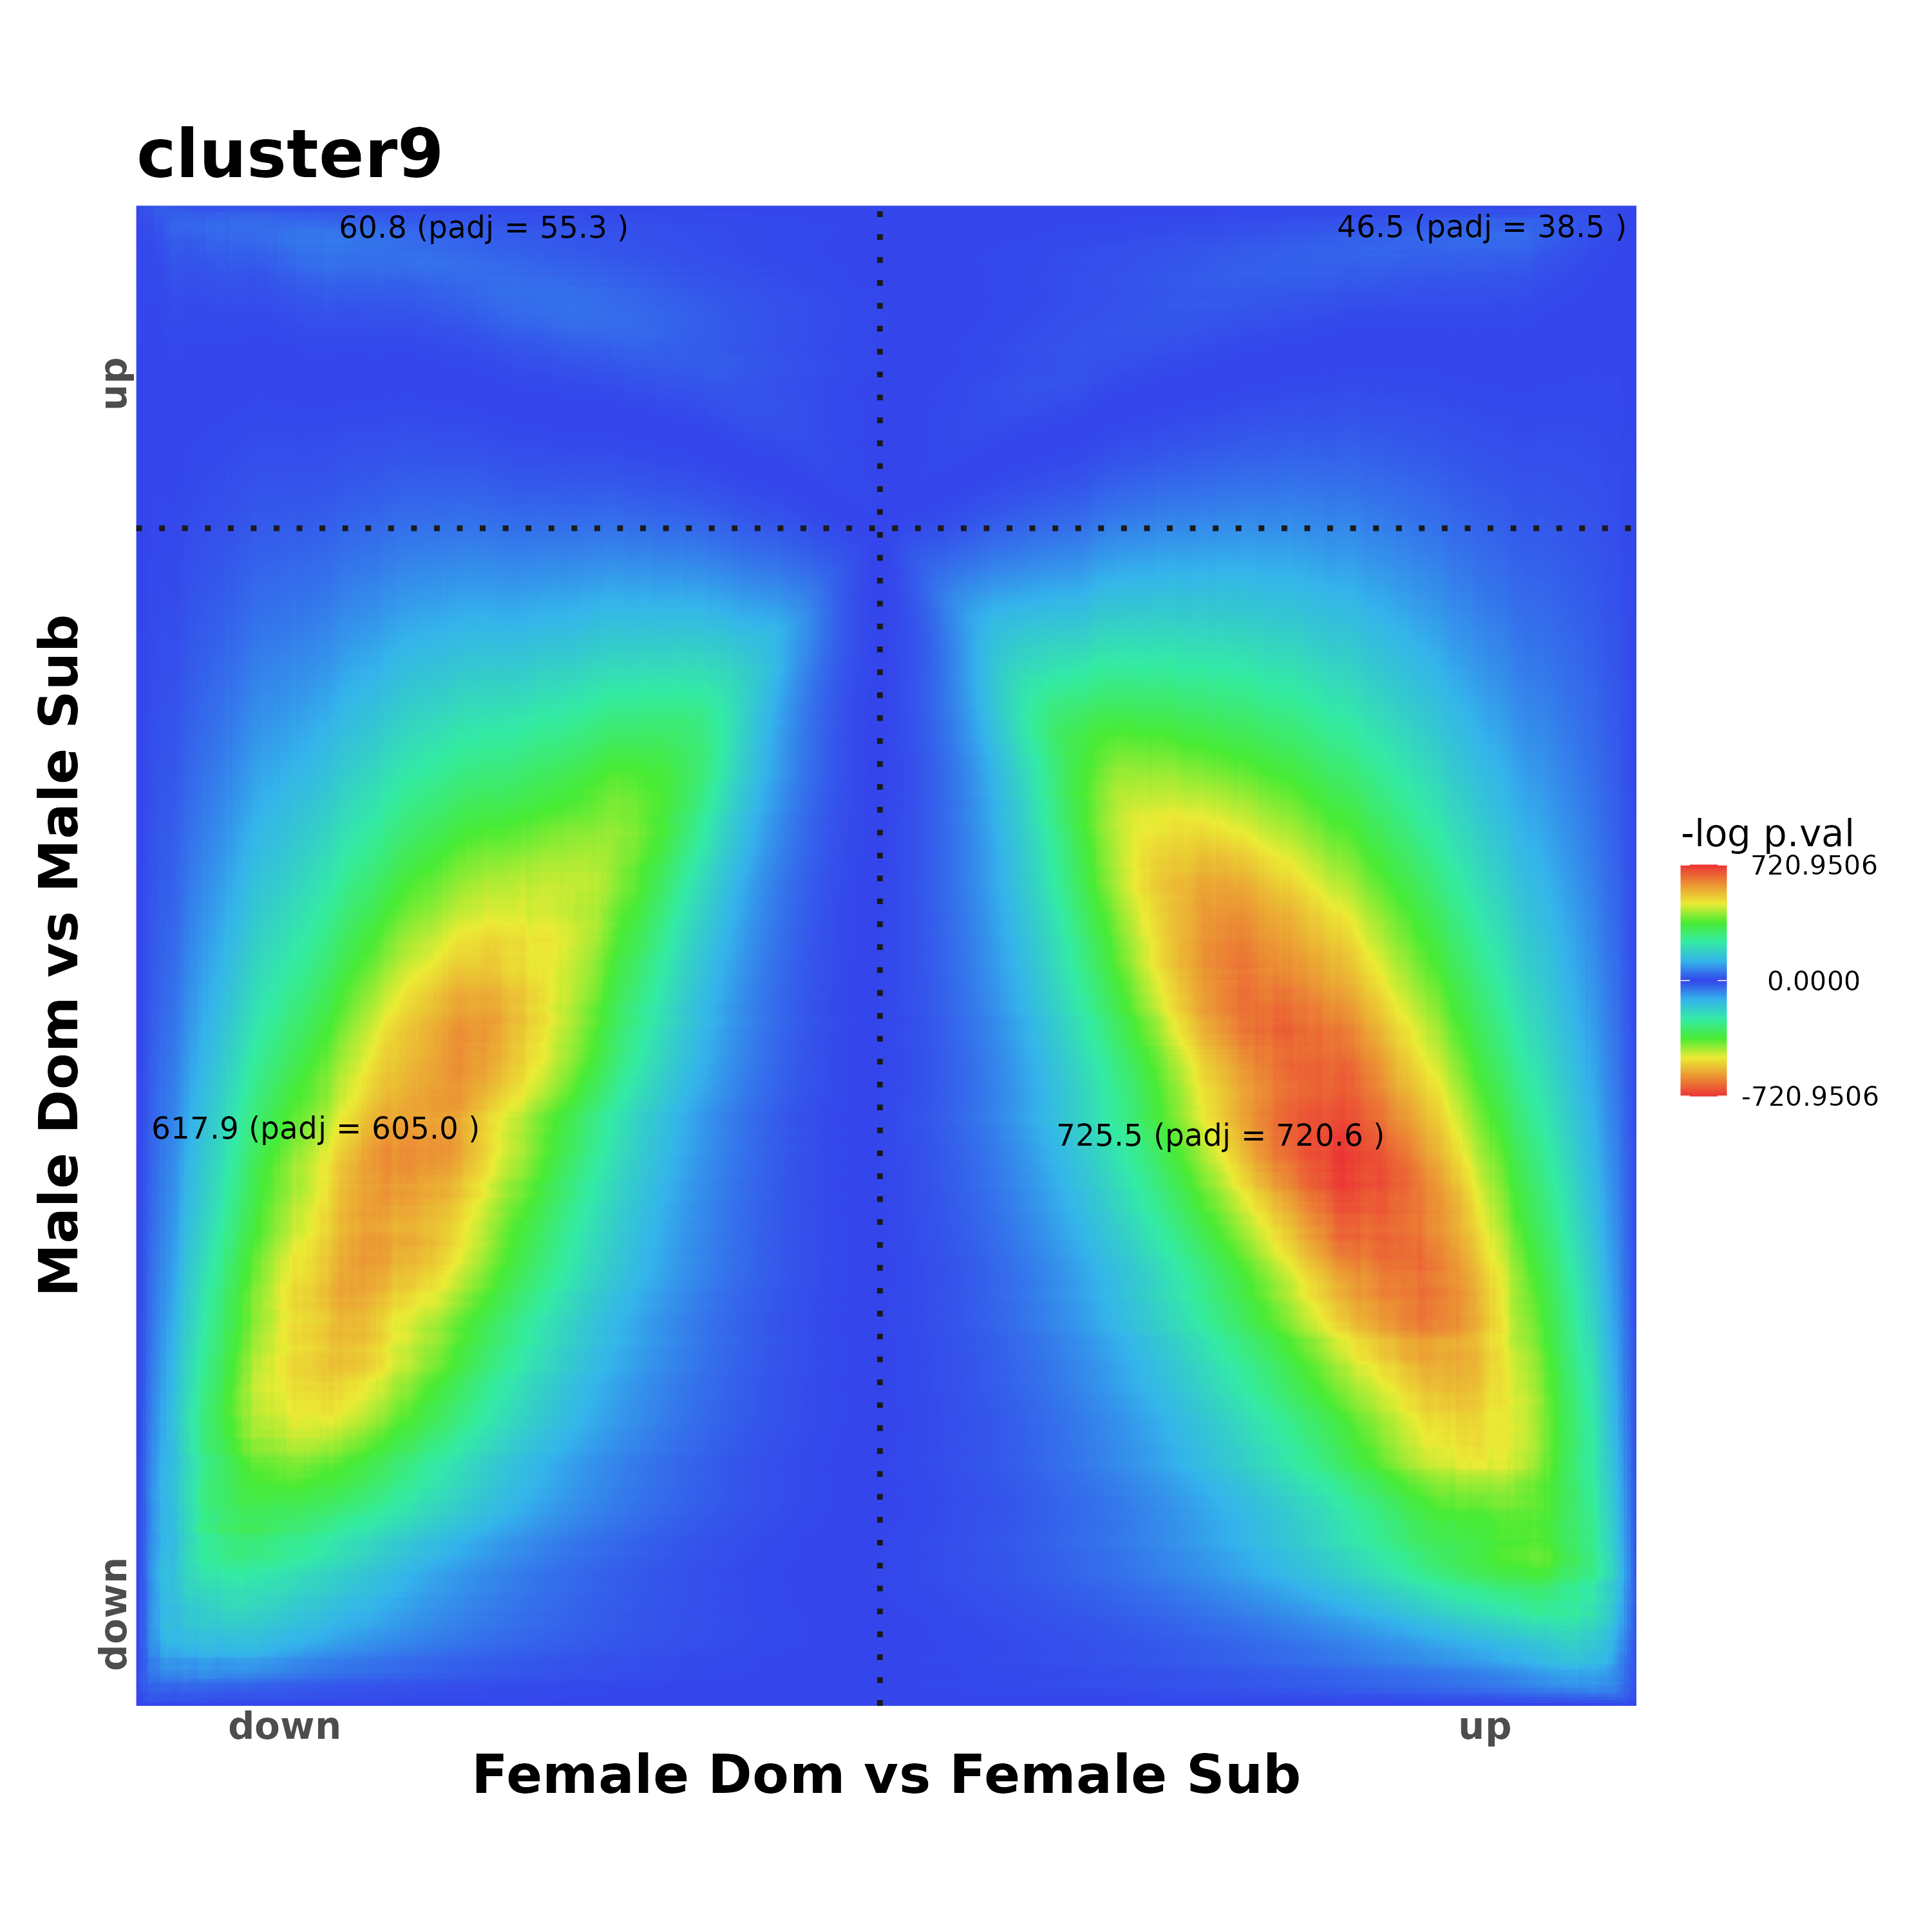 cluster9
60.8 (padj = 55.3 )
46.5 (padj = 38.5 )
up
Male Dom vs Male Sub
-log p.val
720.9506
0.0000
-720.9506
617.9 (padj = 605.0 )
725.5 (padj = 720.6 )
down
down
up
Female Dom vs Female Sub